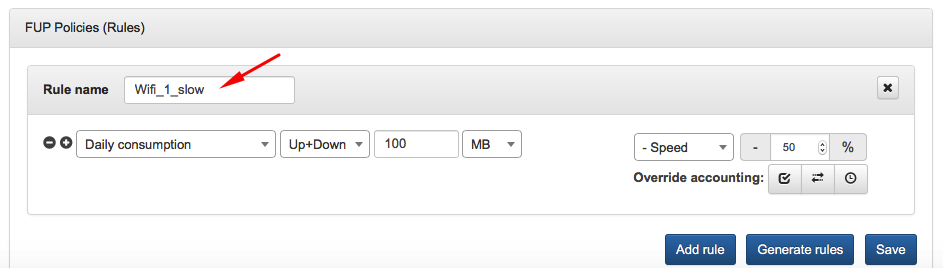 FUP Policies (Rules)
Rule name Wifi_1_slow
Daily consumption Up+Down 100 MB - Speed - 50 %
Override accounting:
Add rule Generate rules Save